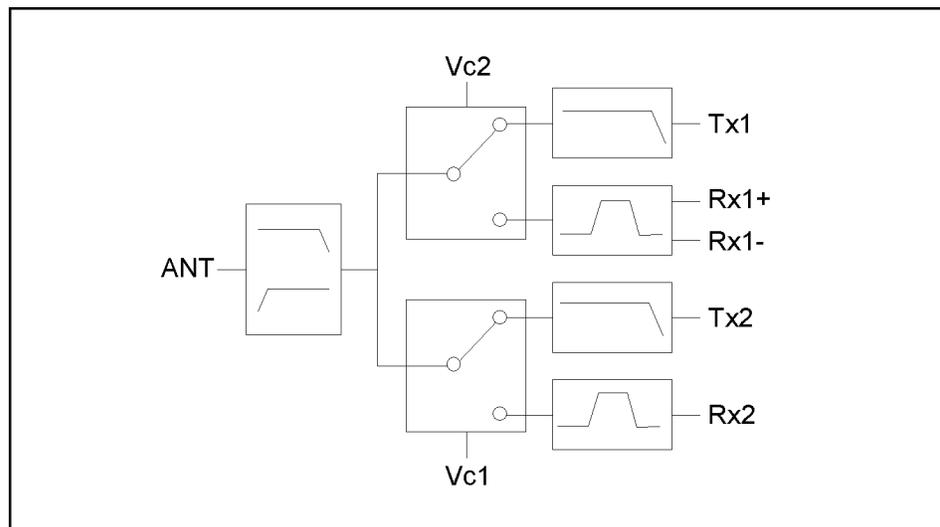 Vc2
Tx1
Rx1+
Rx1-
ANT
Tx2
Rx2
Vc1